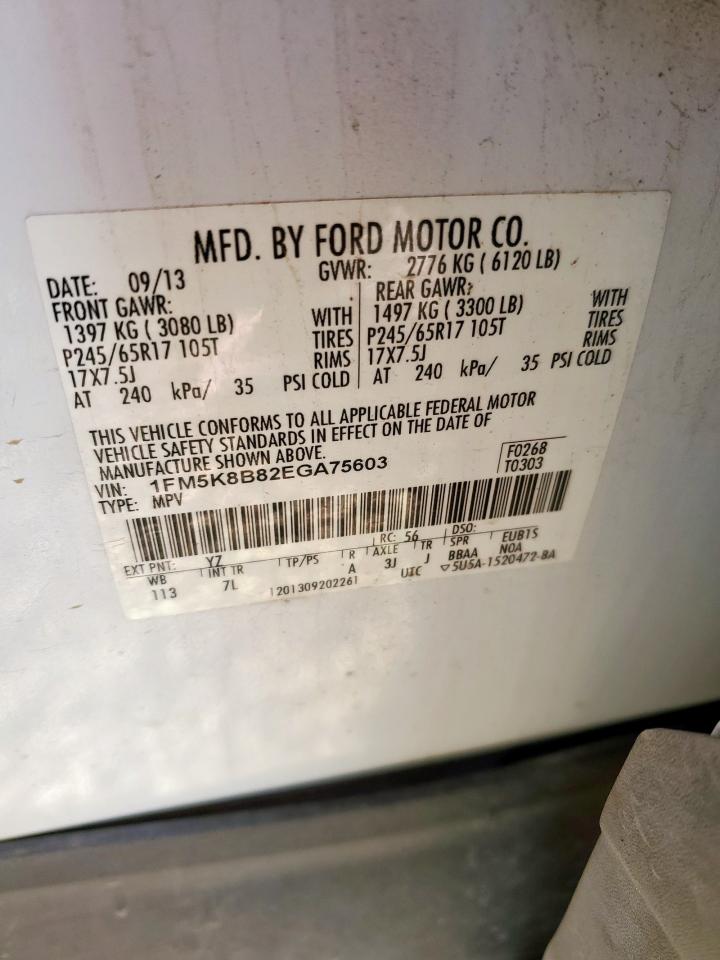 MFD. BY FORD MOTOR CO.
DATE: 09/13 GVWR: 2776 KG ( 6120 LB)
FRONT GAWR: REAR GAWR:
1397 KG ( 3080 LB) WITH 1497 KG ( 3300 LB) WITH
P245/65R17 105T TIRES P245/65R17 105T TIRES
17X7.5J RIMS 17X7.5J RIMS
AT 240 kPa/ 35 PSI COLD AT 240 kPa/ 35 PSI COLD
THIS VEHICLE CONFORMS TO ALL APPLICABLE FEDERAL MOTOR
VEHICLE SAFETY STANDARDS IN EFFECT ON THE DATE OF
MANUFACTURE SHOWN ABOVE.
VIN: 1FM5K8B82EGA75603 F0268
TYPE: MPV T0303
EXT PNT: YZ RC: 56 DSO:
WB INT TR TP/PS R AXLE TR SPR EUB1S
113 7L A 3J J BBAA N0A
1201309202261 UTC ▽5U5A-1520472-BA